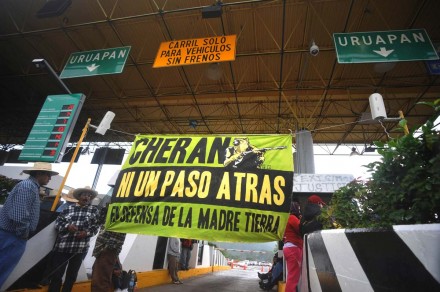 URUAPAN
CARRIL SOLO
PARA VEHICULOS
SIN FRENOS
URUAPAN
CHERAN
NI UN PASO ATRAS
EN DEFENSA DE LA MADRE TIERRA